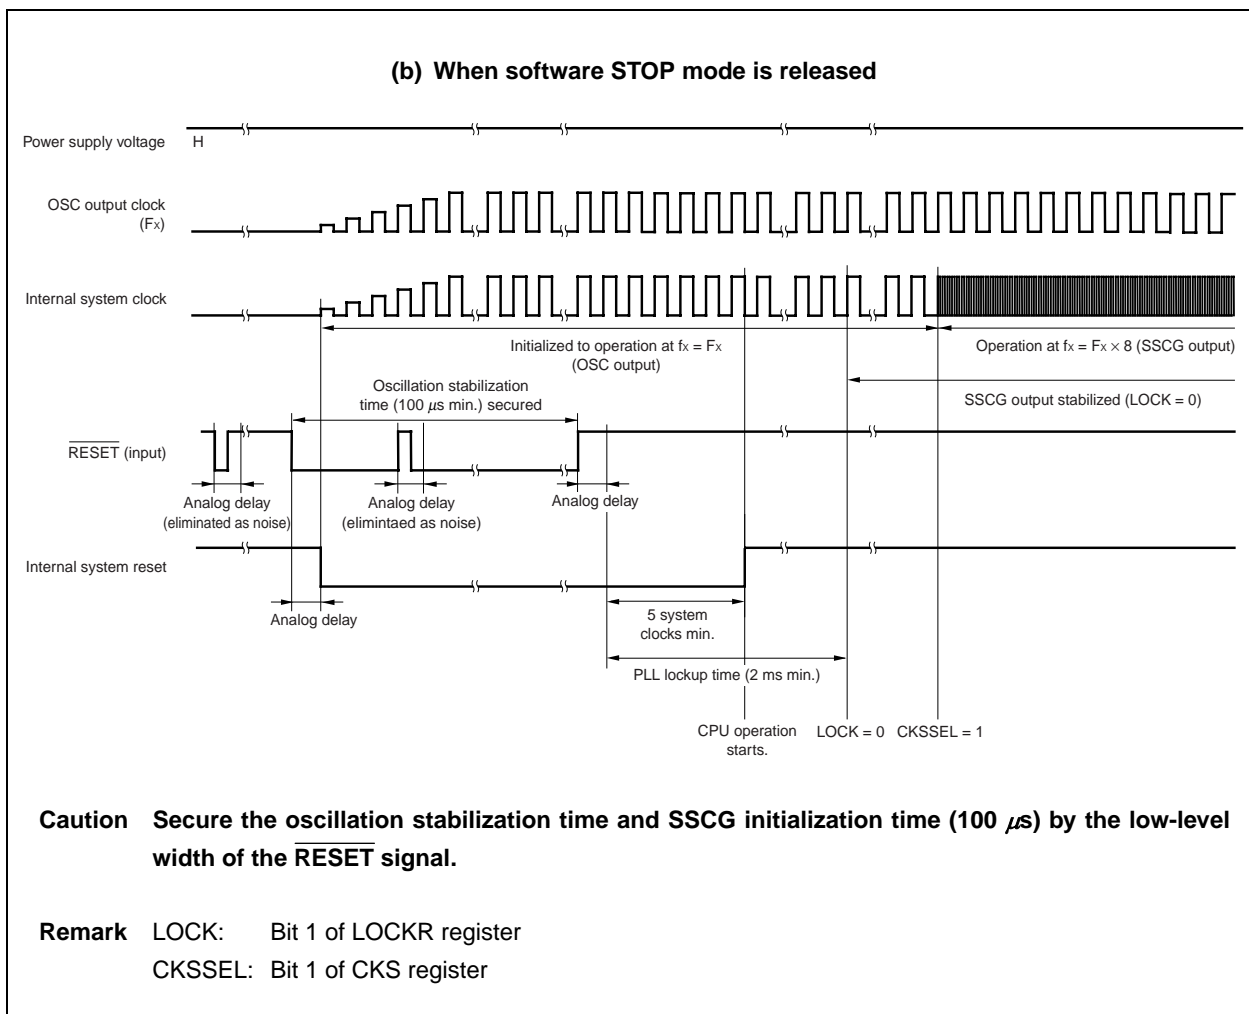 (b) When software STOP mode is released
Power supply voltage
H
OSC output clock
(Fx)
Internal system clock
Initialized to operation at fx = Fx
(OSC output)
Operation at fx = Fx × 8 (SSCG output)
Oscillation stabilization
time (100 μs min.) secured
SSCG output stabilized (LOCK = 0)
RESET (input)
Analog delay
(eliminated as noise)
Analog delay
(elimintaed as noise)
Analog delay
Internal system reset
Analog delay
5 system
clocks min.
PLL lockup time (2 ms min.)
CPU operation
starts.
LOCK = 0
CKSSEL = 1
Caution Secure the oscillation stabilization time and SSCG initialization time (100 μs) by the low-level
width of the RESET signal.
Remark LOCK: Bit 1 of LOCKR register
CKSSEL: Bit 1 of CKS register